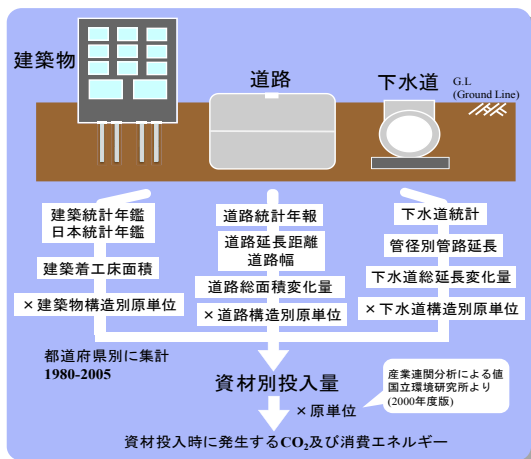 建築物
道路
下水道
G.L
(Ground Line)
建築統計年鑑
日本統計年鑑
建築着工床面積
×建築物構造別原単位
道路統計年報
道路延長距離
道路幅
道路総面積変化量
×道路構造別原単位
下水道統計
管径別管路延長
下水道総延長変化量
×下水道構造別原単位
都道府県別に集計
1980-2005
資材別投入量
×原単位
産業連関分析による値
国立環境研究所より
(2000年度版)
資材投入時に発生するCO₂及び消費エネルギー